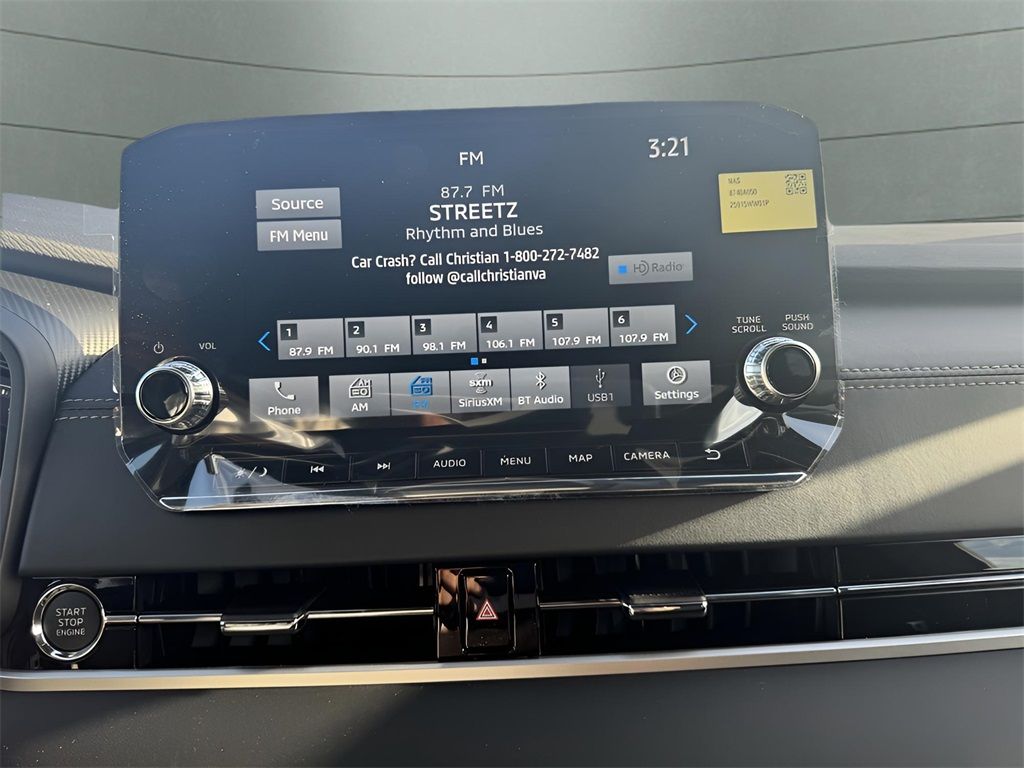 FM
3:21
87.7 FM
STREETZ
Rhythm and Blues
Source
FM Menu
Car Crash? Call Christian 1-800-272-7482
follow @callchristianva
HD Radio
TUNE
SCROLL
PUSH
SOUND
VOL
1
87.9 FM
2
90.1 FM
3
98.1 FM
4
106.1 FM
5
107.9 FM
6
107.9 FM
Phone
AM
AM
sxm
SiriusXM
BT Audio
USB1
Settings
AUDIO
MENU
MAP
CAMERA
START
STOP
ENGINE